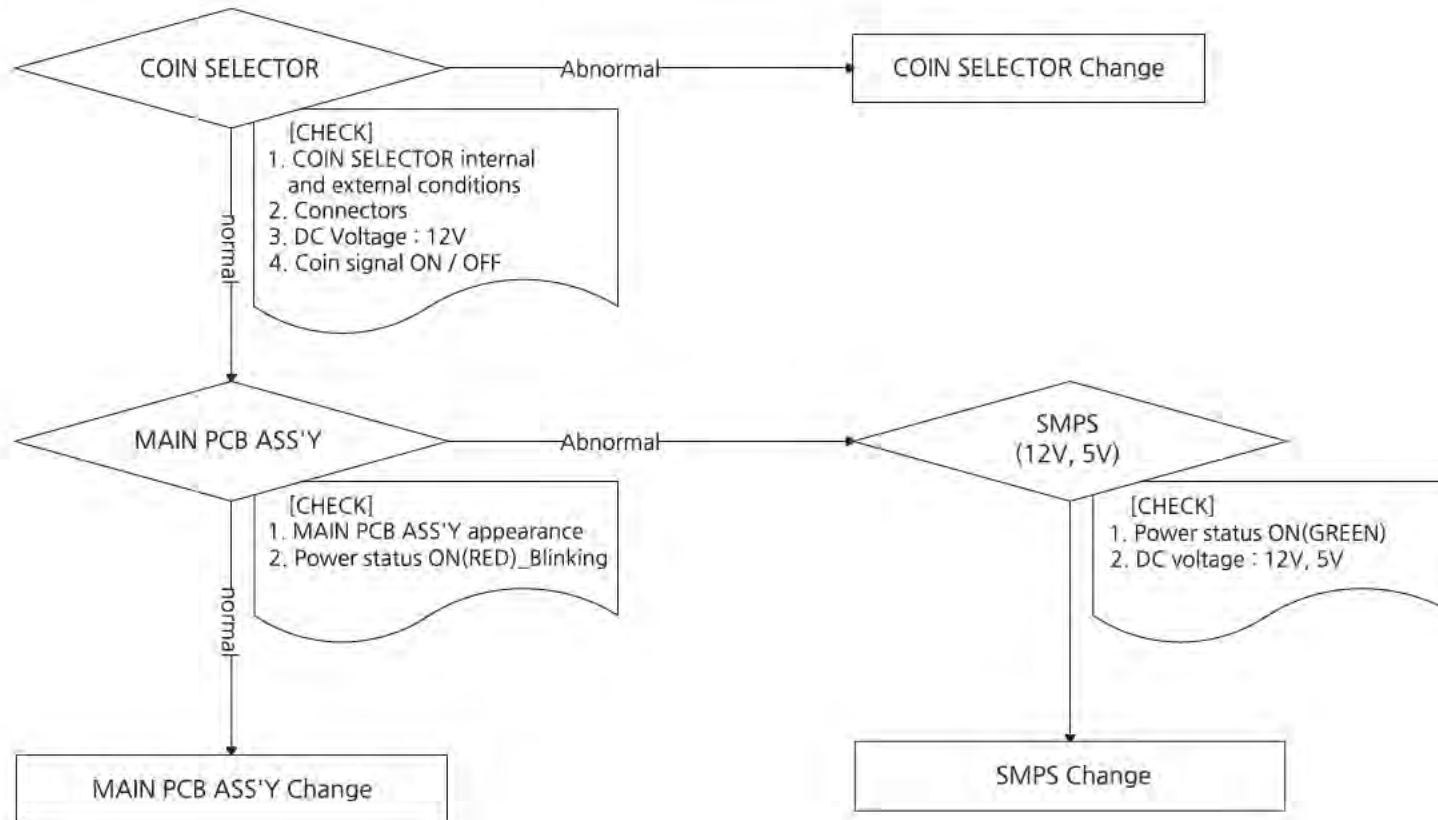 COIN SELECTOR
Abnormal
COIN SELECTOR Change
[CHECK]
1. COIN SELECTOR internal
and external conditions
2. Connectors
3. DC Voltage : 12V
4. Coin signal ON / OFF
normal
MAIN PCB ASS'Y
Abnormal
SMPS
(12V, 5V)
[CHECK]
1. MAIN PCB ASS'Y appearance
2. Power status ON(RED)_Blinking
[CHECK]
1. Power status ON(GREEN)
2. DC voltage : 12V, 5V
normal
MAIN PCB ASS'Y Change
SMPS Change